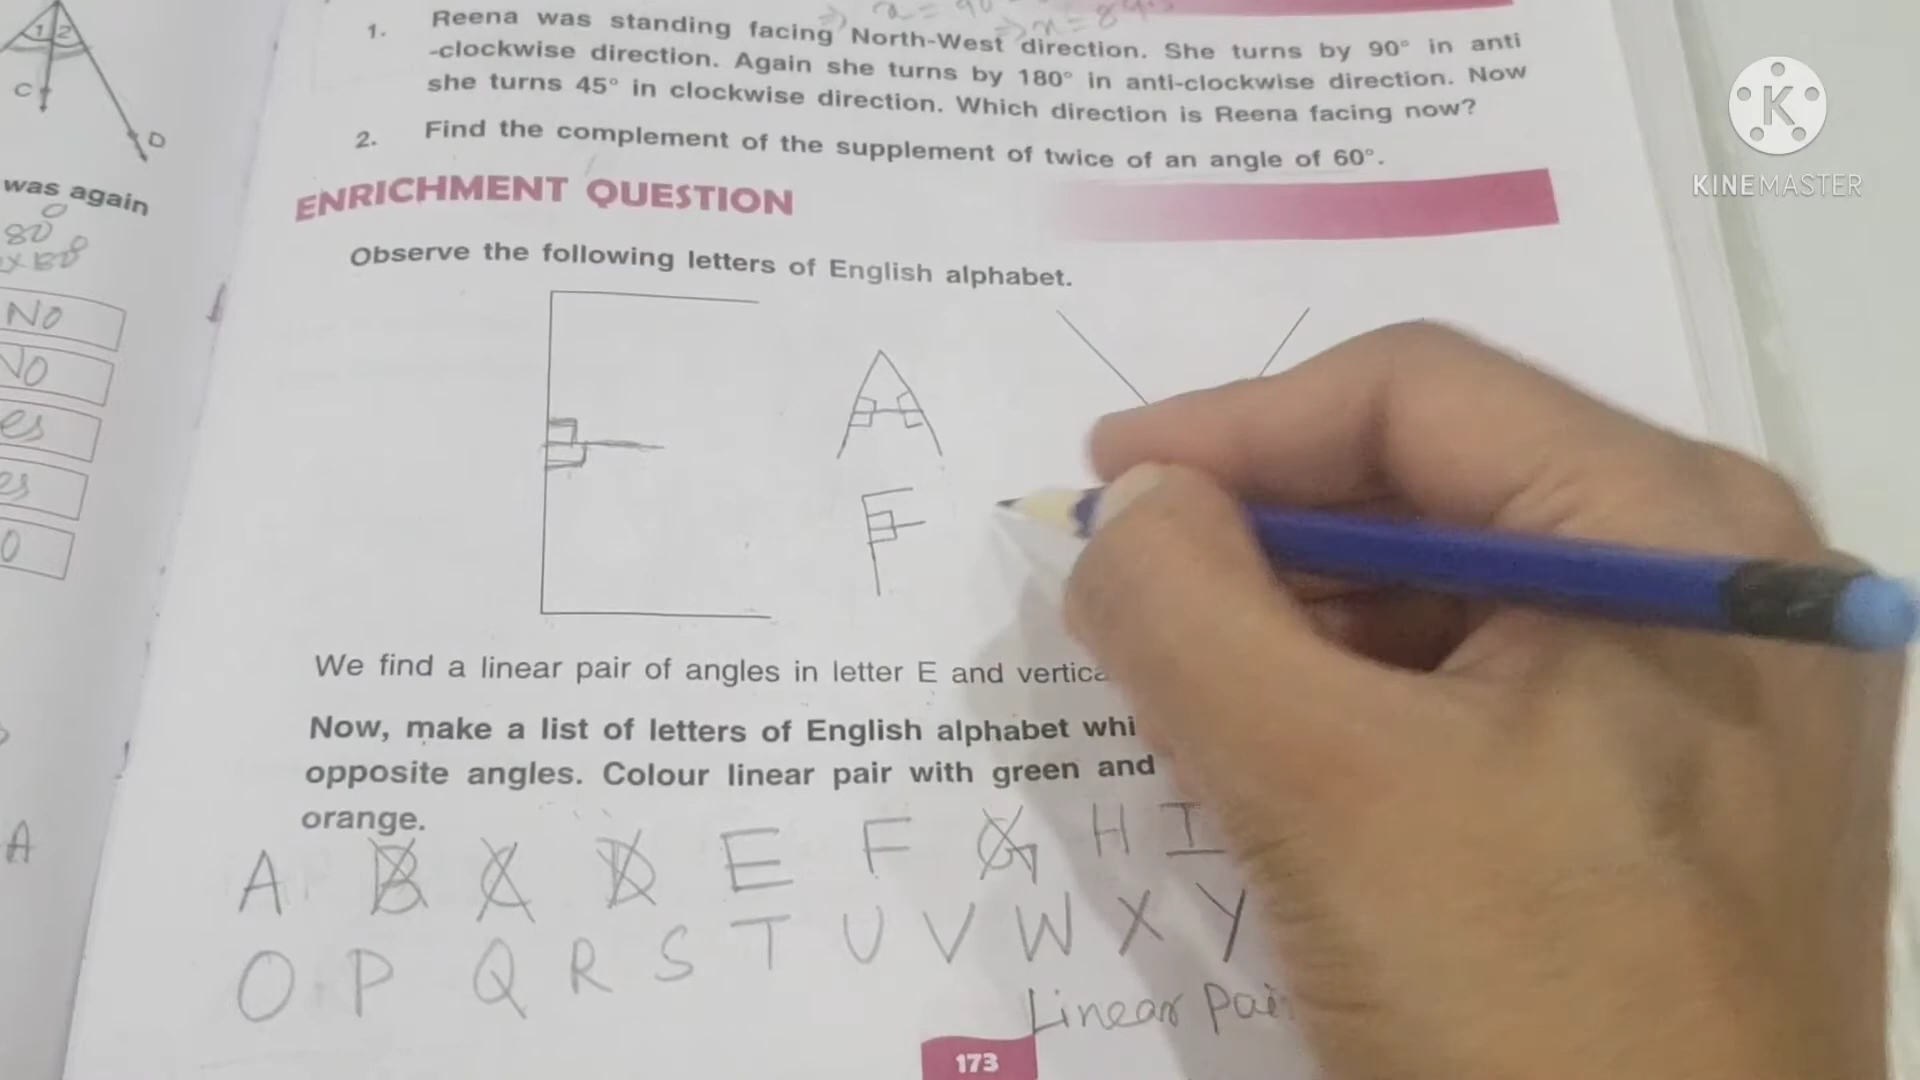 1 2
C
D
was again
80
NO
NO
es
es
O
A
1. Reena was standing facing North-West direction. She turns by 90° in anti
-clockwise direction. Again she turns by 180° in anti-clockwise direction. Now
she turns 45° in clockwise direction. Which direction is Reena facing now?
2. Find the complement of the supplement of twice of an angle of 60°.
ENRICHMENT QUESTION
Observe the following letters of English alphabet.
A
F
We find a linear pair of angles in letter E and vertica
Now, make a list of letters of English alphabet whi
opposite angles. Colour linear pair with green and
orange.
A B C D E F G H I
O P Q R S T U V W X Y
Linear Pai
173
K
KINEMASTER